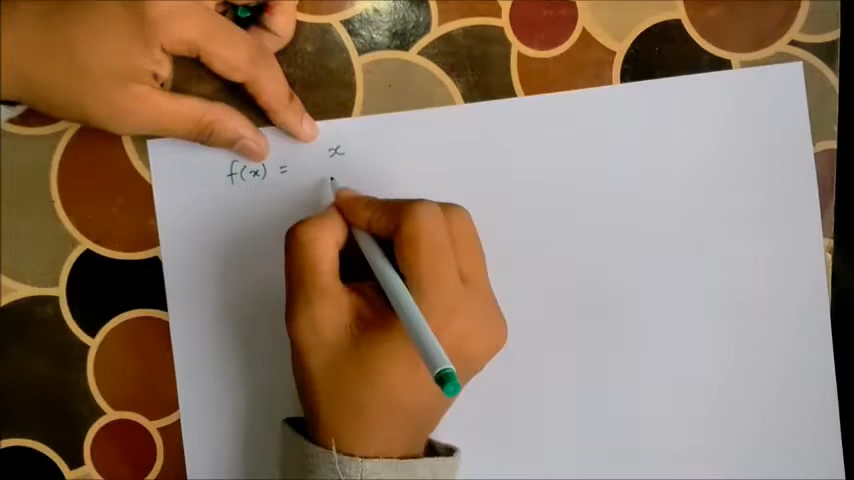 f(x) = x